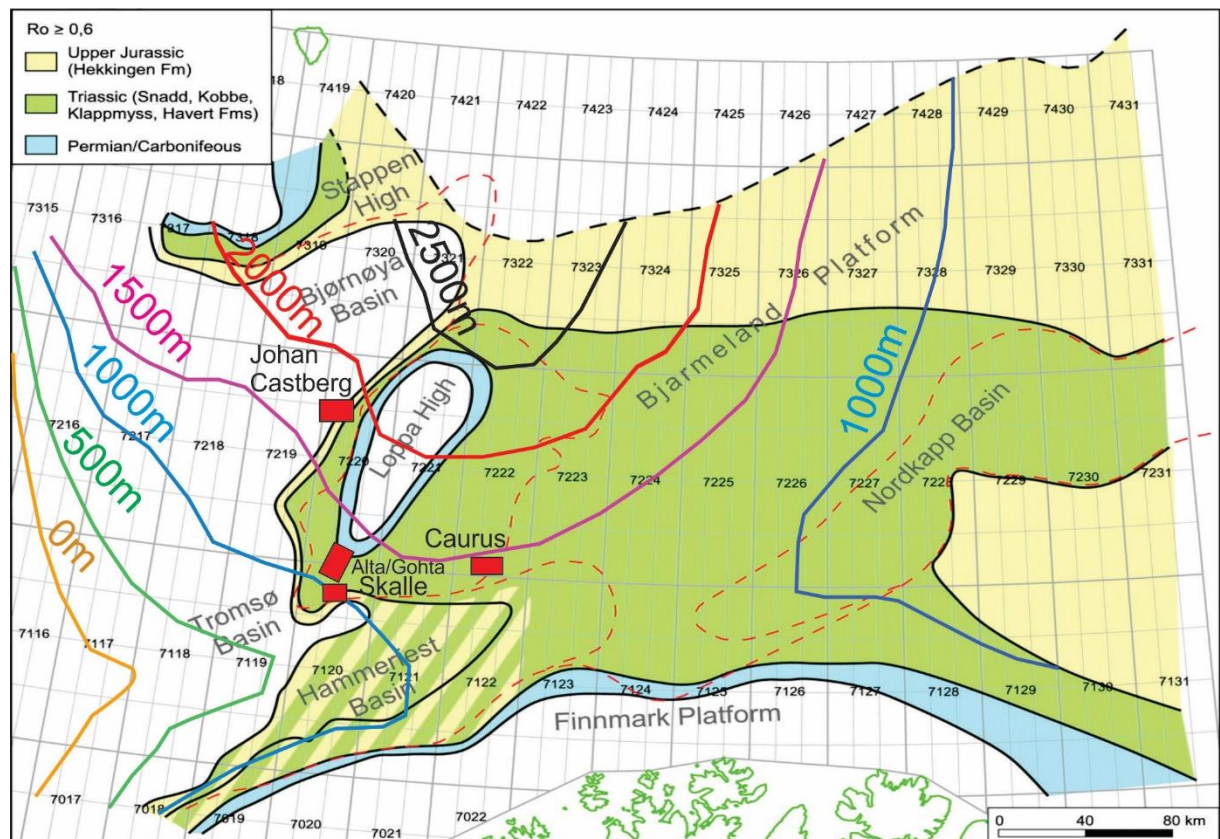 Ro ≥ 0,6
Upper Jurassic
(Hekkingen Fm)
Triassic (Snadd, Kobbe,
Klappmyss, Havert Fms)
Permian/Carbonifeous
18
7419
7420
7421
7422
7423
7424
7425
7426
7427
7428
7429
7430
7431
7315
7316
7317
7318
7319
7320
7321
7322
7323
7324
7325
7326
7327
7328
7329
7330
7331
Stappen
High
Bjørnøya
Basin
2000m
2500m
1500m
1000m
500m
0m
1000m
Bjarmeland Platform
Johan
Castberg
Loppa High
Nordkapp Basin
7216
7217
7218
7219
7220
7221
7222
7223
7224
7225
7226
7227
7228
7229
7230
7231
Caurus
Alta/Gohta
Skalle
Tromsø
Basin
Hammerfest
Basin
7116
7117
7118
7119
7120
7121
7122
7123
7124
7125
7126
7127
7128
7129
7130
7131
Finnmark Platform
7017
7018
7019
7020
7021
7022
0
40
80 km